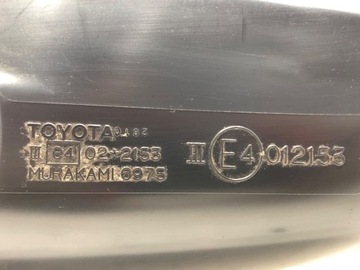 TOYOTA
III e4 02*2153 III E4 012153
MURAKAMI 6975